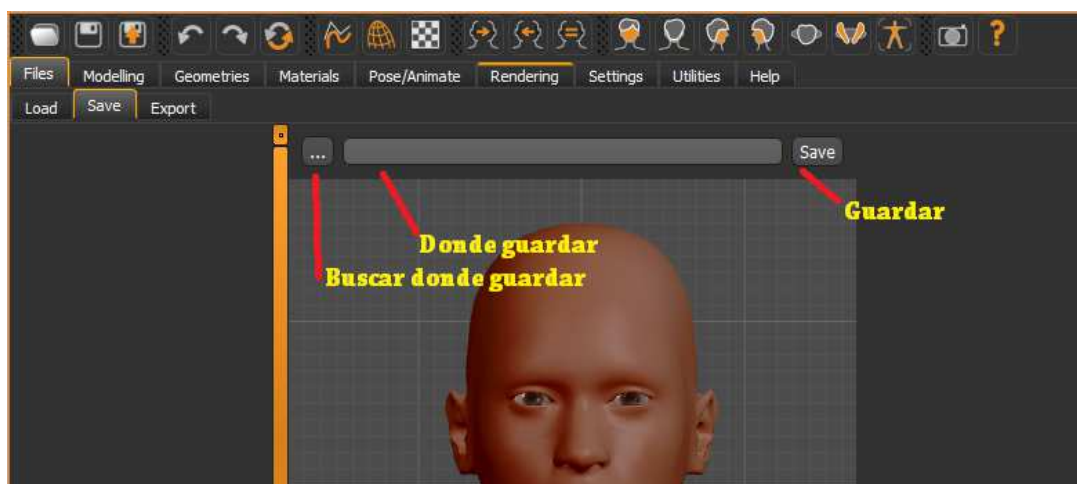 ?
Files Modelling Geometries Materials Pose/Animate Rendering Settings Utilities Help
Load Save Export
... Save
Guardar
Donde guardar
Buscar donde guardar